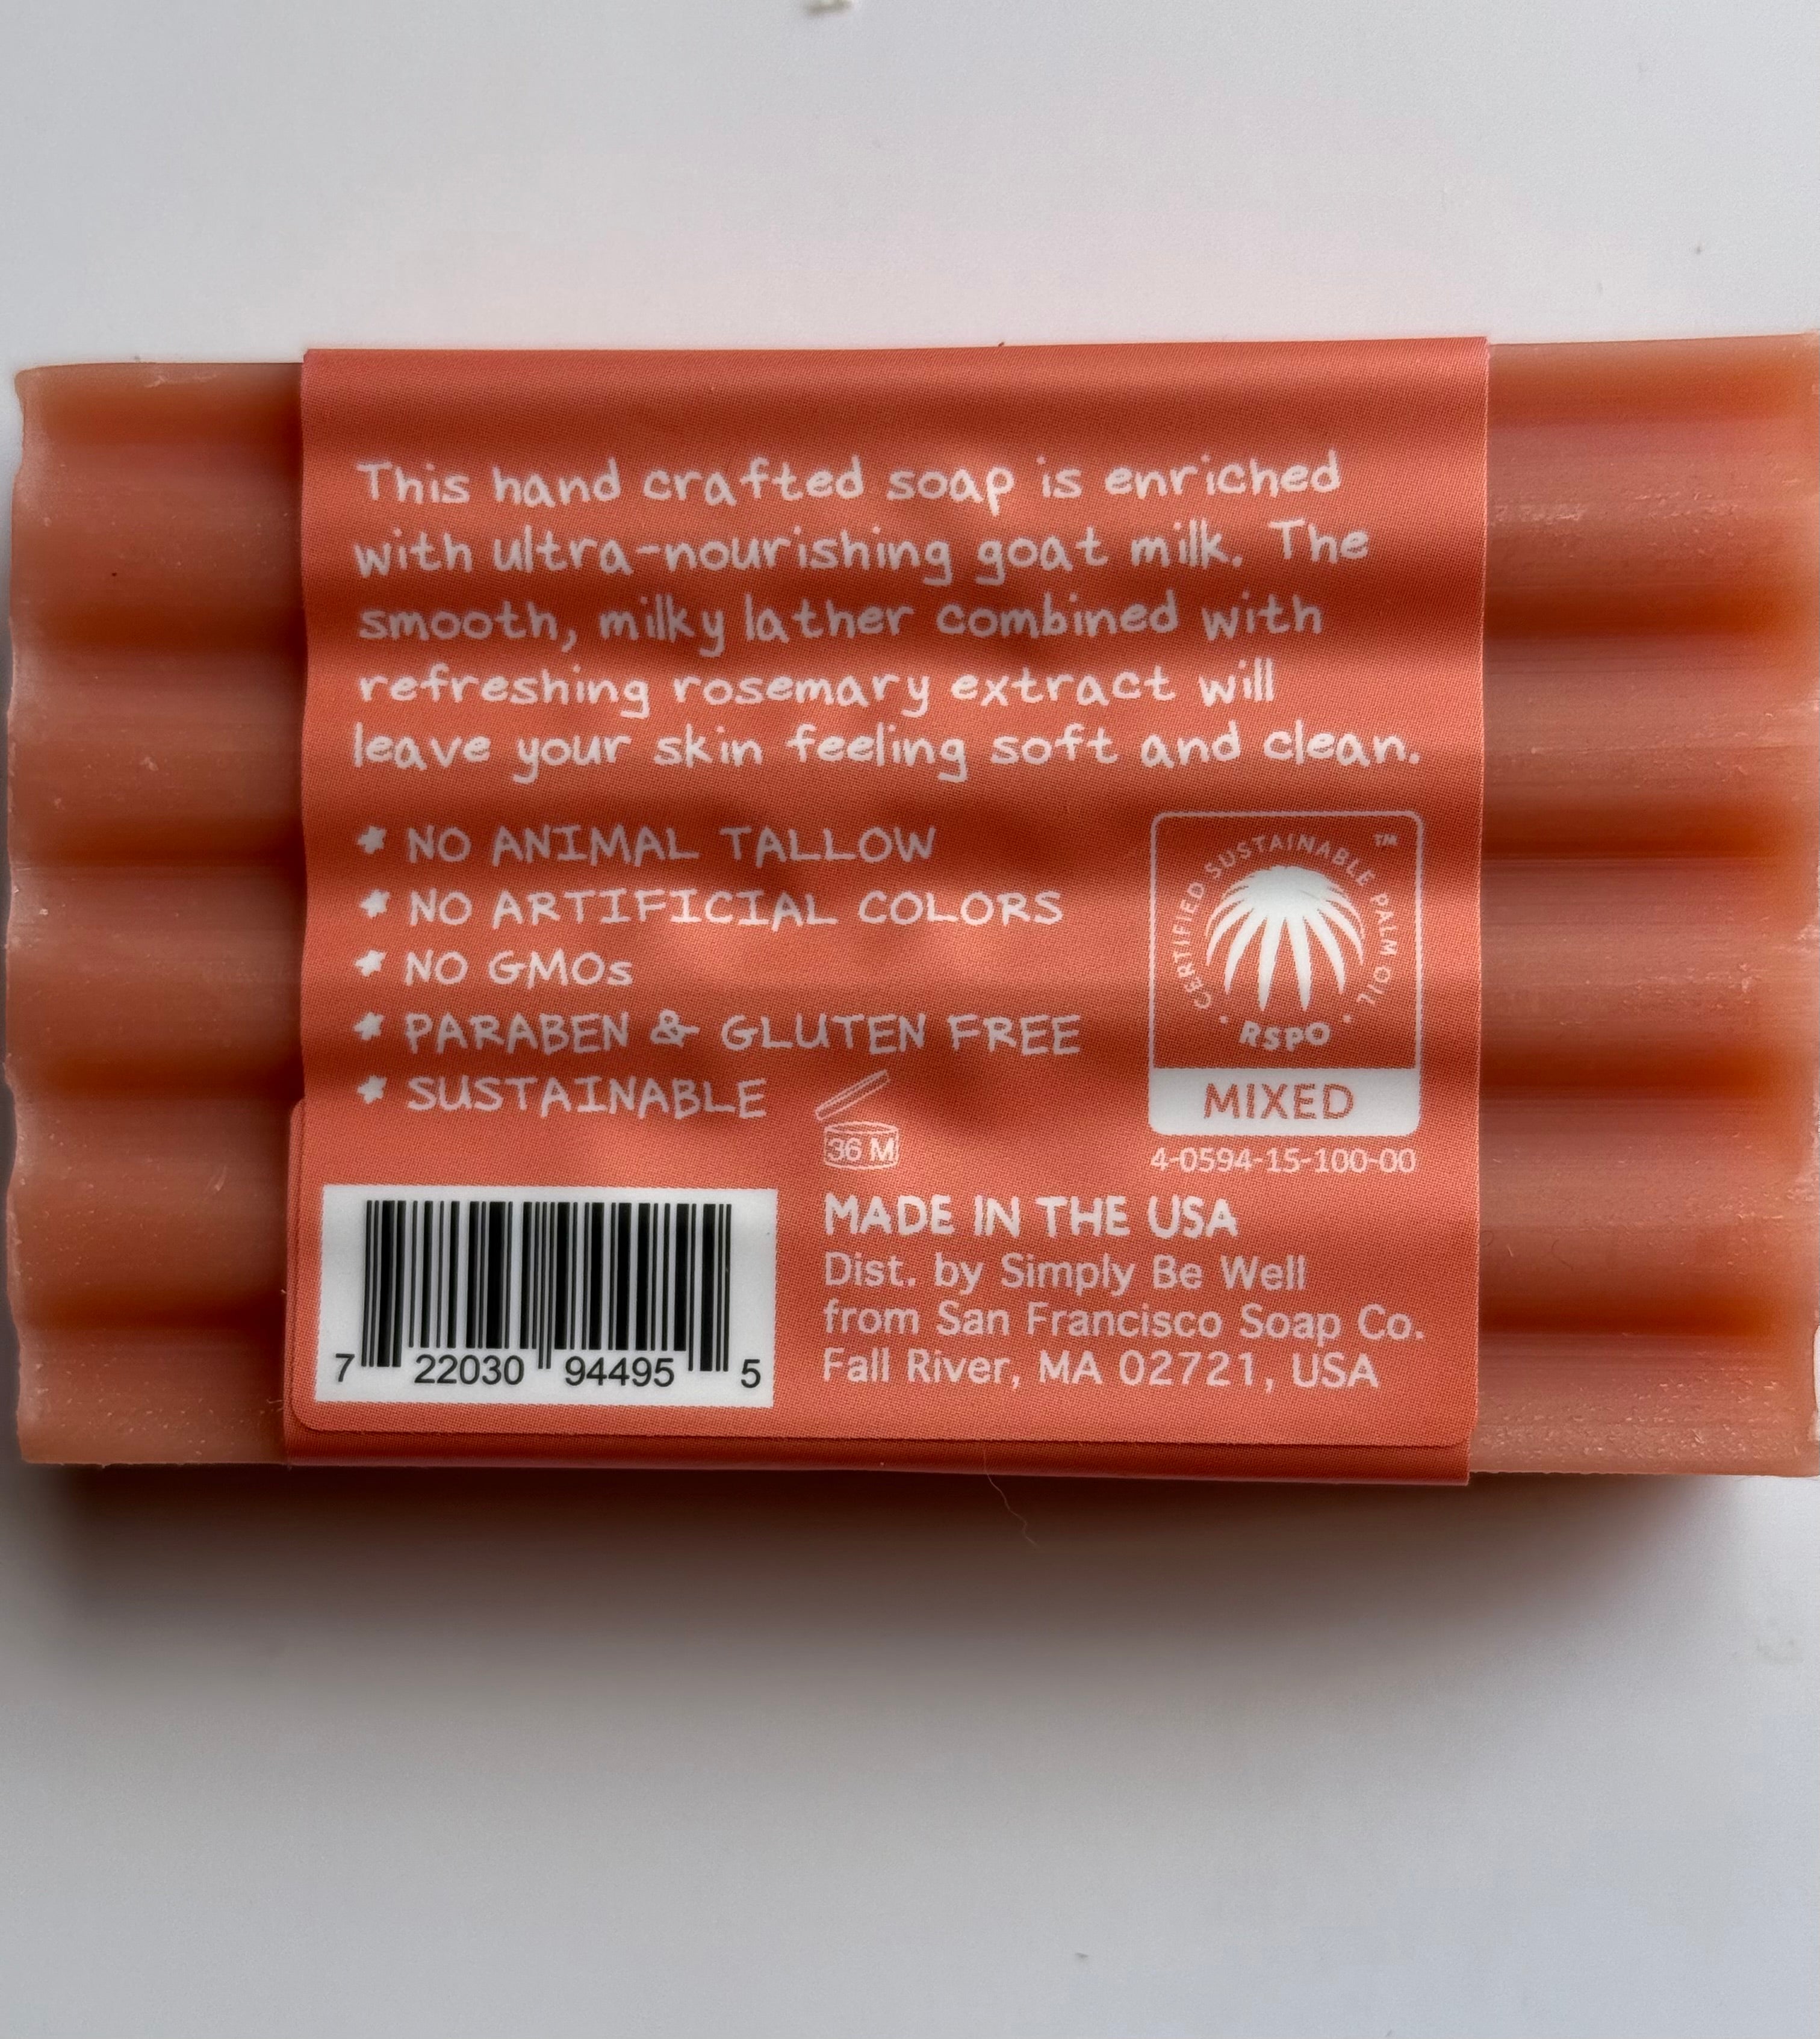 This hand crafted soap is enriched
with ultra-nourishing goat milk. The
smooth, milky lather combined with
refreshing rosemary extract will
leave your skin feeling soft and clean.
* NO ANIMAL TALLOW
* NO ARTIFICIAL COLORS
* NO GMOs
* PARABEN & GLUTEN FREE
* SUSTAINABLE
36 M
CERTIFIED SUSTAINABLE PALM OIL
TM
· RSPO ·
MIXED
4-0594-15-100-00
7 22030 94495 5
MADE IN THE USA
Dist. by Simply Be Well
from San Francisco Soap Co.
Fall River, MA 02721, USA